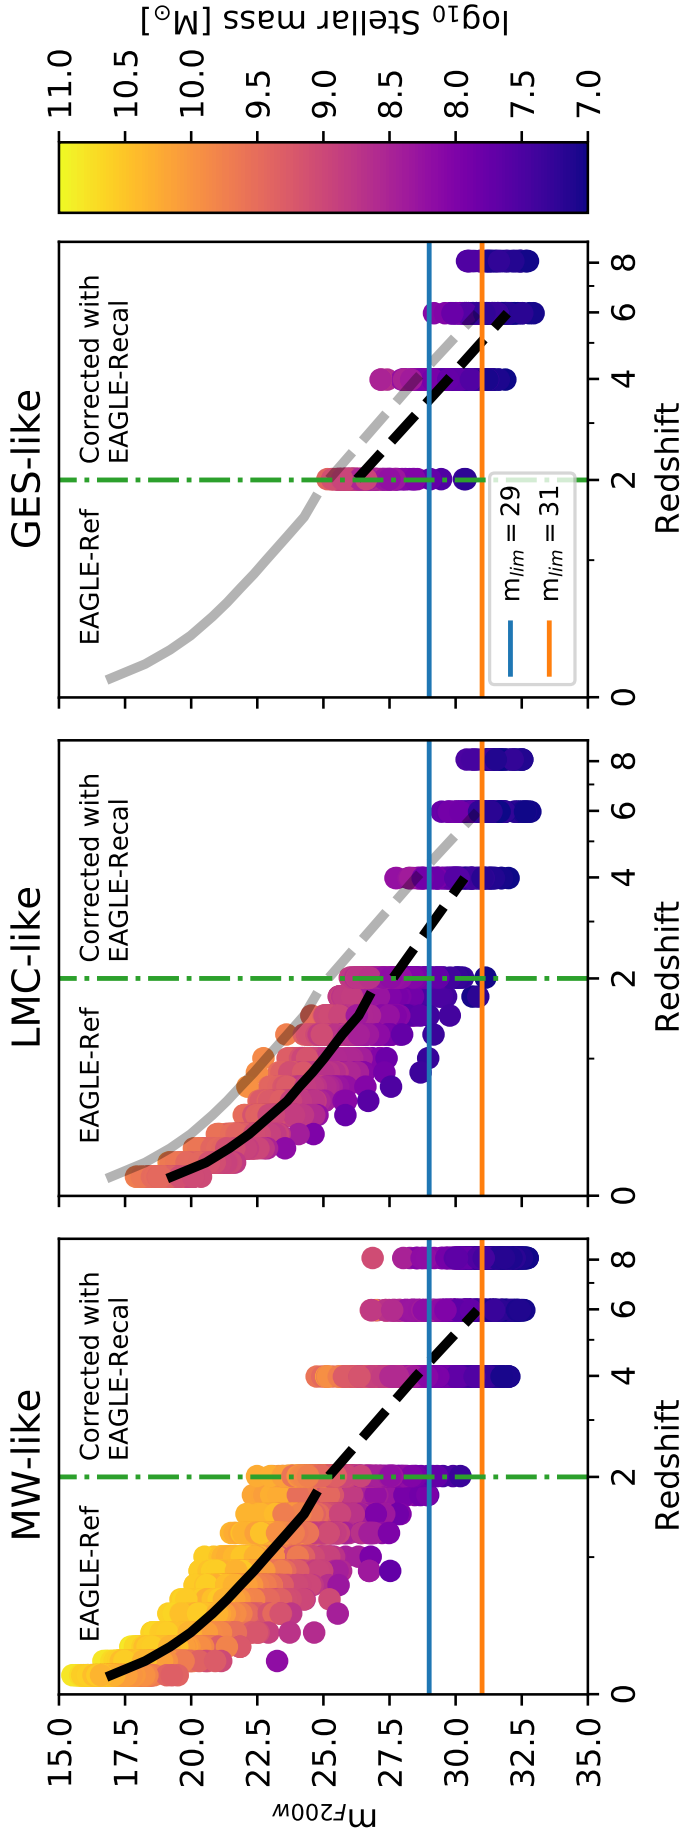 MW-like
EAGLE-Ref
Corrected with
EAGLE-Recal
15.0
17.5
20.0
22.5
25.0
27.5
30.0
32.5
35.0
m_F200w
0
2
4
6
8
Redshift
LMC-like
EAGLE-Ref
Corrected with
EAGLE-Recal
0
2
4
6
8
Redshift
GES-like
EAGLE-Ref
Corrected with
EAGLE-Recal
m_lim = 29
m_lim = 31
0
2
4
6
8
Redshift
11.0
10.5
10.0
9.5
9.0
8.5
8.0
7.5
7.0
log₁₀ Stellar mass [M☉]